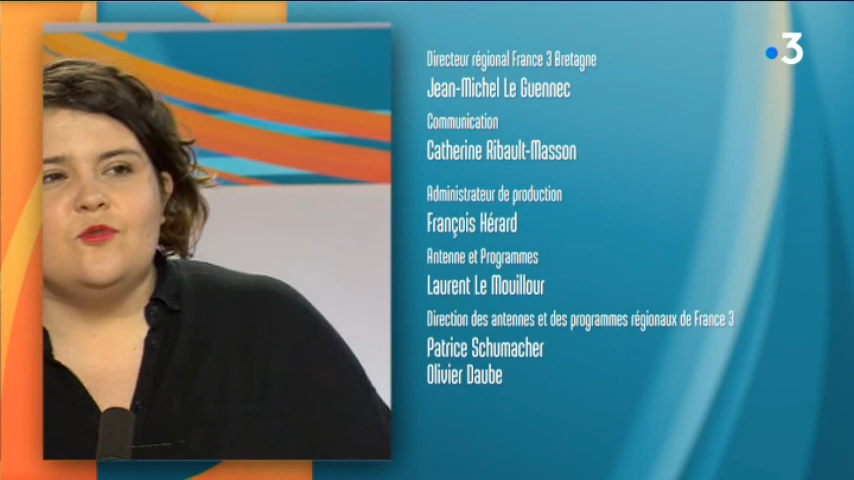 3
Directeur régional France 3 Bretagne
Jean-Michel Le Guennec
Communication
Catherine Ribault-Masson
Administrateur de production
François Hérard
Antenne et Programmes
Laurent Le Mouillour
Direction des antennes et des programmes régionaux de France 3
Patrice Schumacher
Olivier Daube